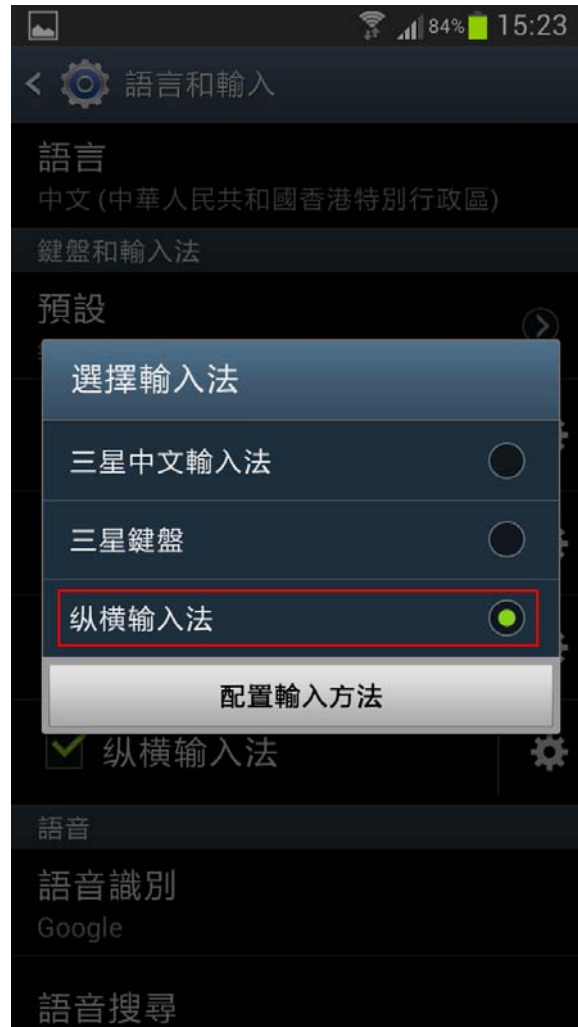 84% 15:23
語言和輸入
語言
中文 (中華人民共和國香港特別行政區)
鍵盤和輸入法
預設
選擇輸入法
三星中文輸入法
三星鍵盤
纵横输入法
配置輸入方法
纵横输入法
語音
語音識別
Google
語音搜尋